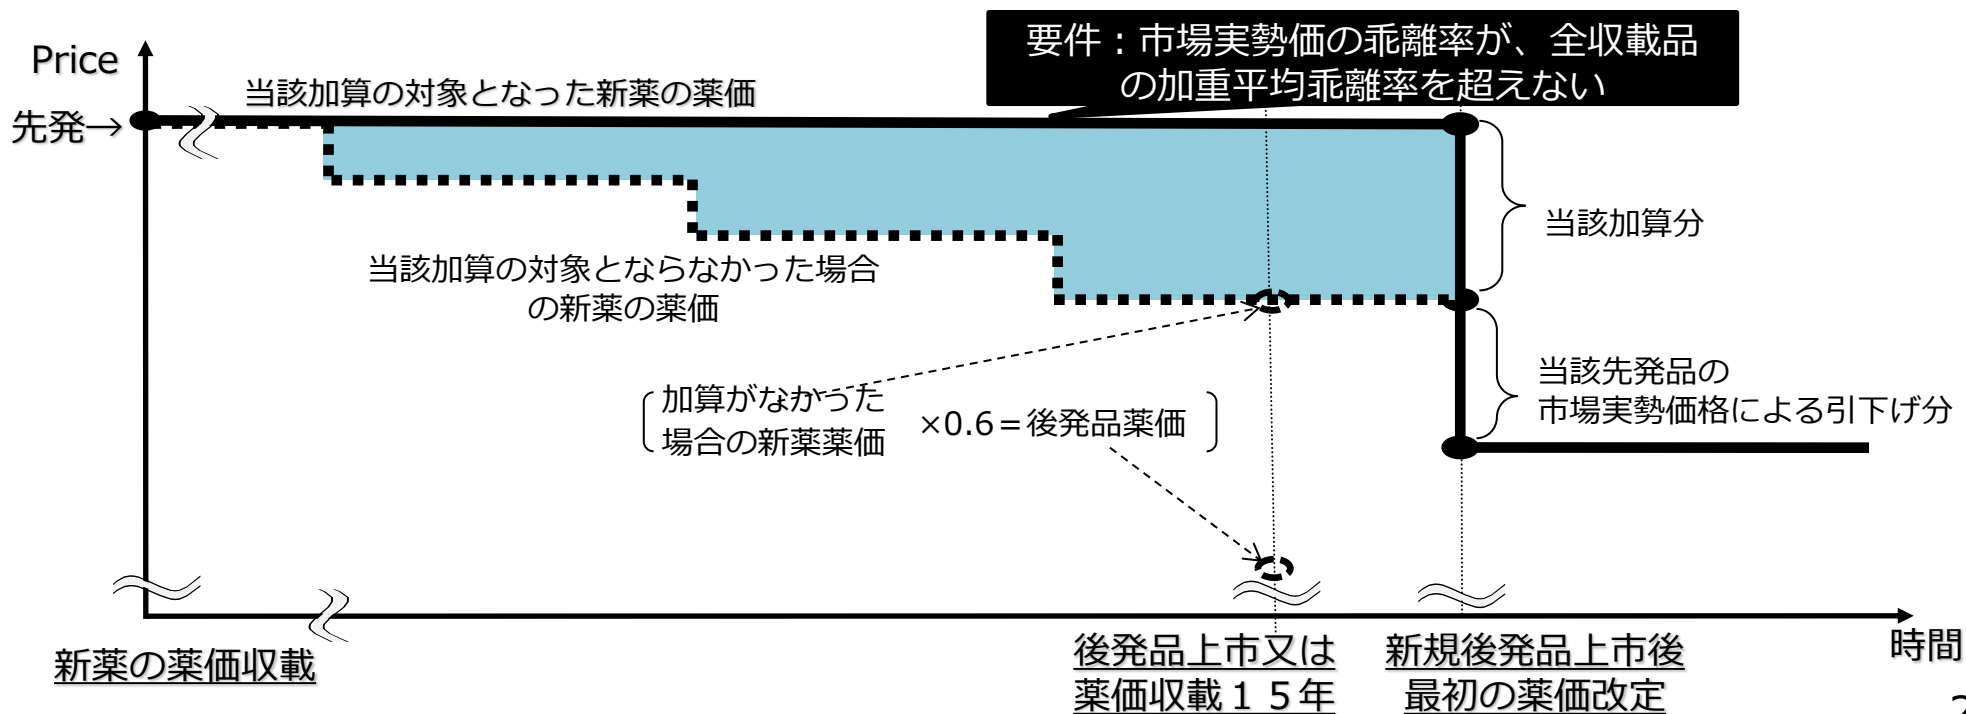 要件：市場実勢価の乖離率が、全収載品
の加重平均乖離率を超えない
Price
当該加算の対象となった新薬の薬価
先発→
当該加算分
当該加算の対象とならなかった場合
の新薬の薬価
当該先発品の
市場実勢価格による引下げ分
加算がなかった
場合の新薬薬価
×0.6＝後発品薬価
時間
新薬の薬価収載
後発品上市又は
薬価収載１５年
新規後発品上市後
最初の薬価改定